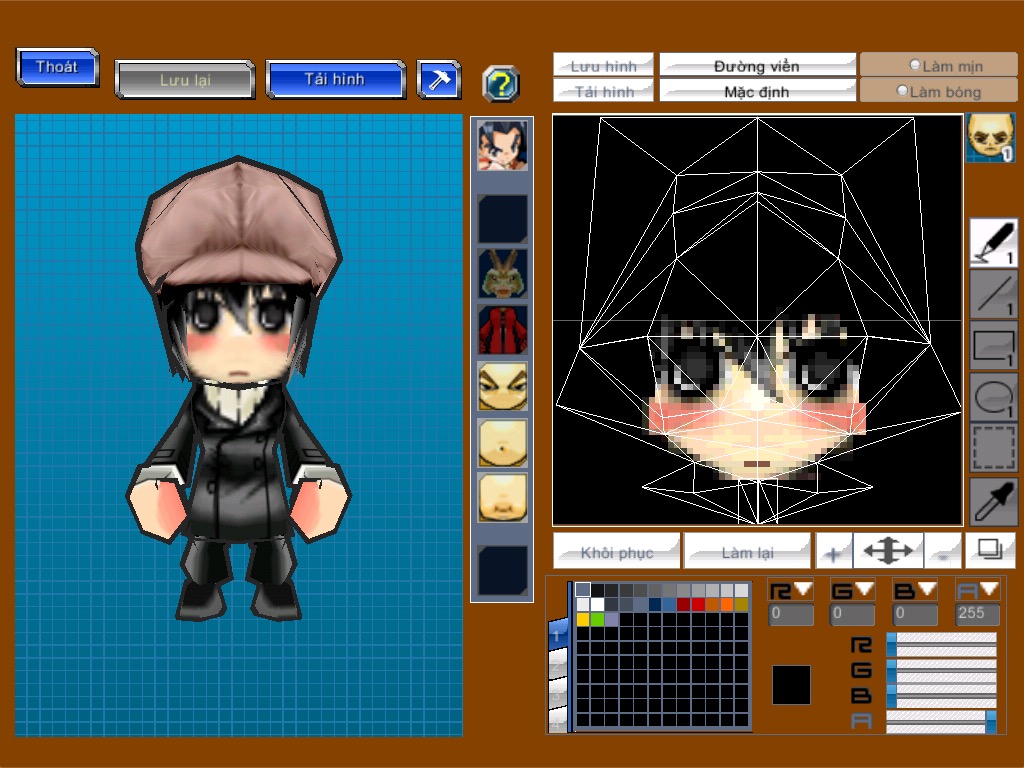 Thoát
Lưu lại
Tải hình
Lưu hình
Đường viền
Làm mịn
Tải hình
Mặc định
Làm bóng
1
1
1
1
1
Khôi phục
Làm lại
R
G
B
A
0
0
0
255
1
R
G
B
A